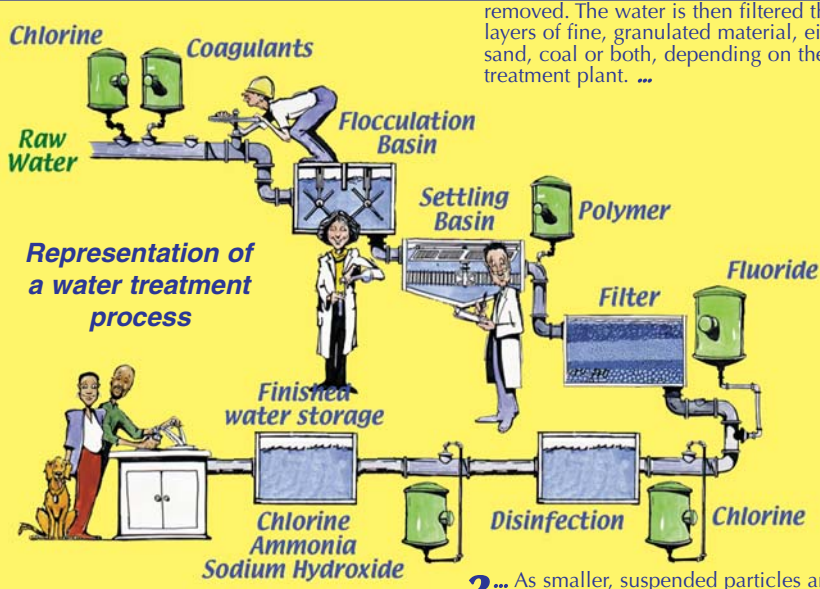 removed. The water is then filtered
layers of fine, granulated material,
sand, coal or both, depending on the
treatment plant. ...
Chlorine
Coagulants
Raw
Water
Flocculation
Basin
Settling
Basin
Polymer
Representation of
a water treatment
process
Fluoride
Filter
Finished
water storage
Chlorine
Ammonia
Sodium Hydroxide
Disinfection
Chlorine
... As smaller, suspended particles